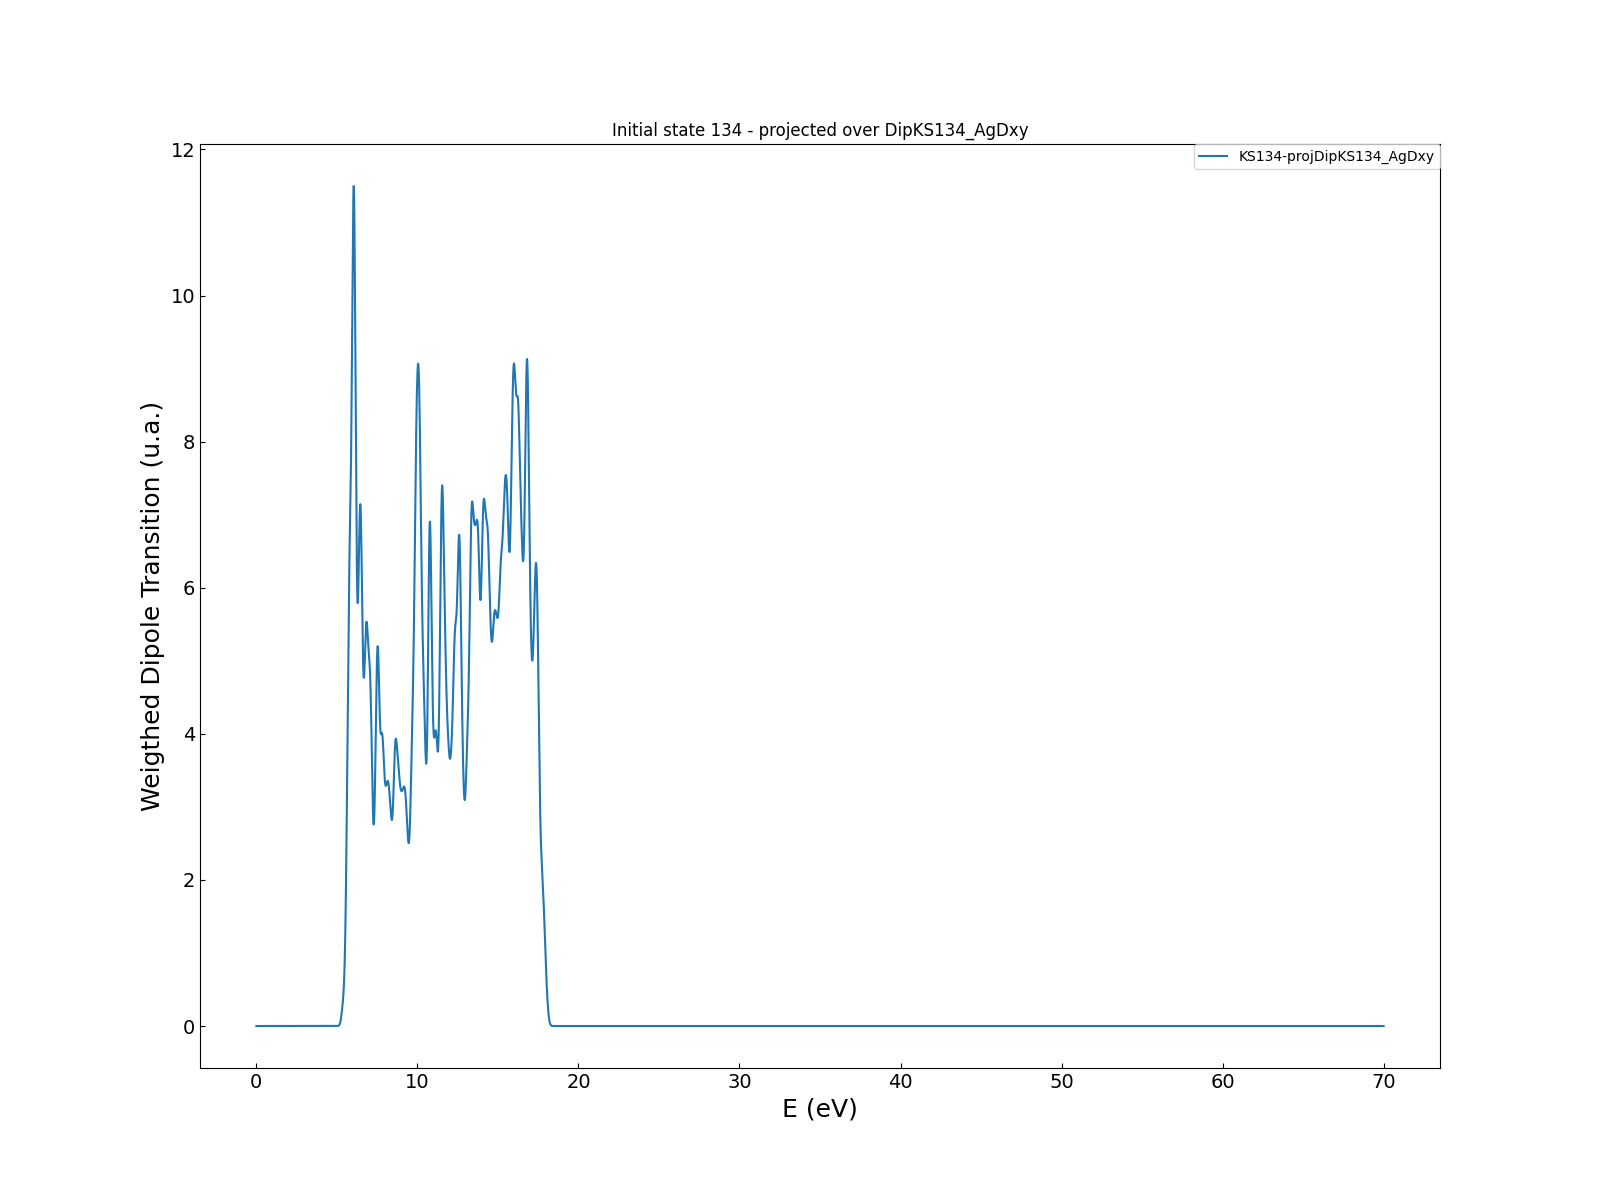 Initial state 134 - projected over DipKS134_AgDxy
KS134-projDipKS134_AgDxy
Weigthed Dipole Transition (u.a.)
12
10
8
6
4
2
0
0 10 20 30 40 50 60 70
E (eV)